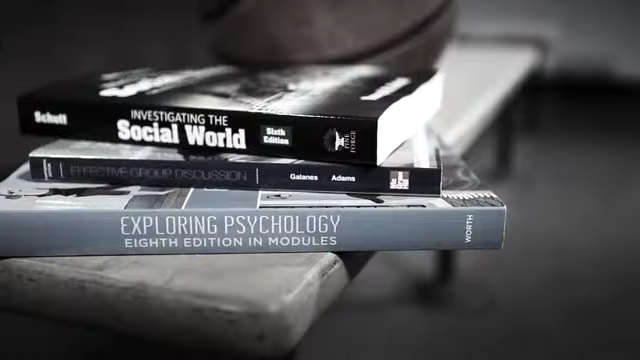 Schutt
INVESTIGATING THE
Social World
Sixth
Edition
PINE
FORGE
EFFECTIVE GROUP DISCUSSION
Galanes Adams
EXPLORING PSYCHOLOGY
EIGHTH EDITION IN MODULES
WORTH